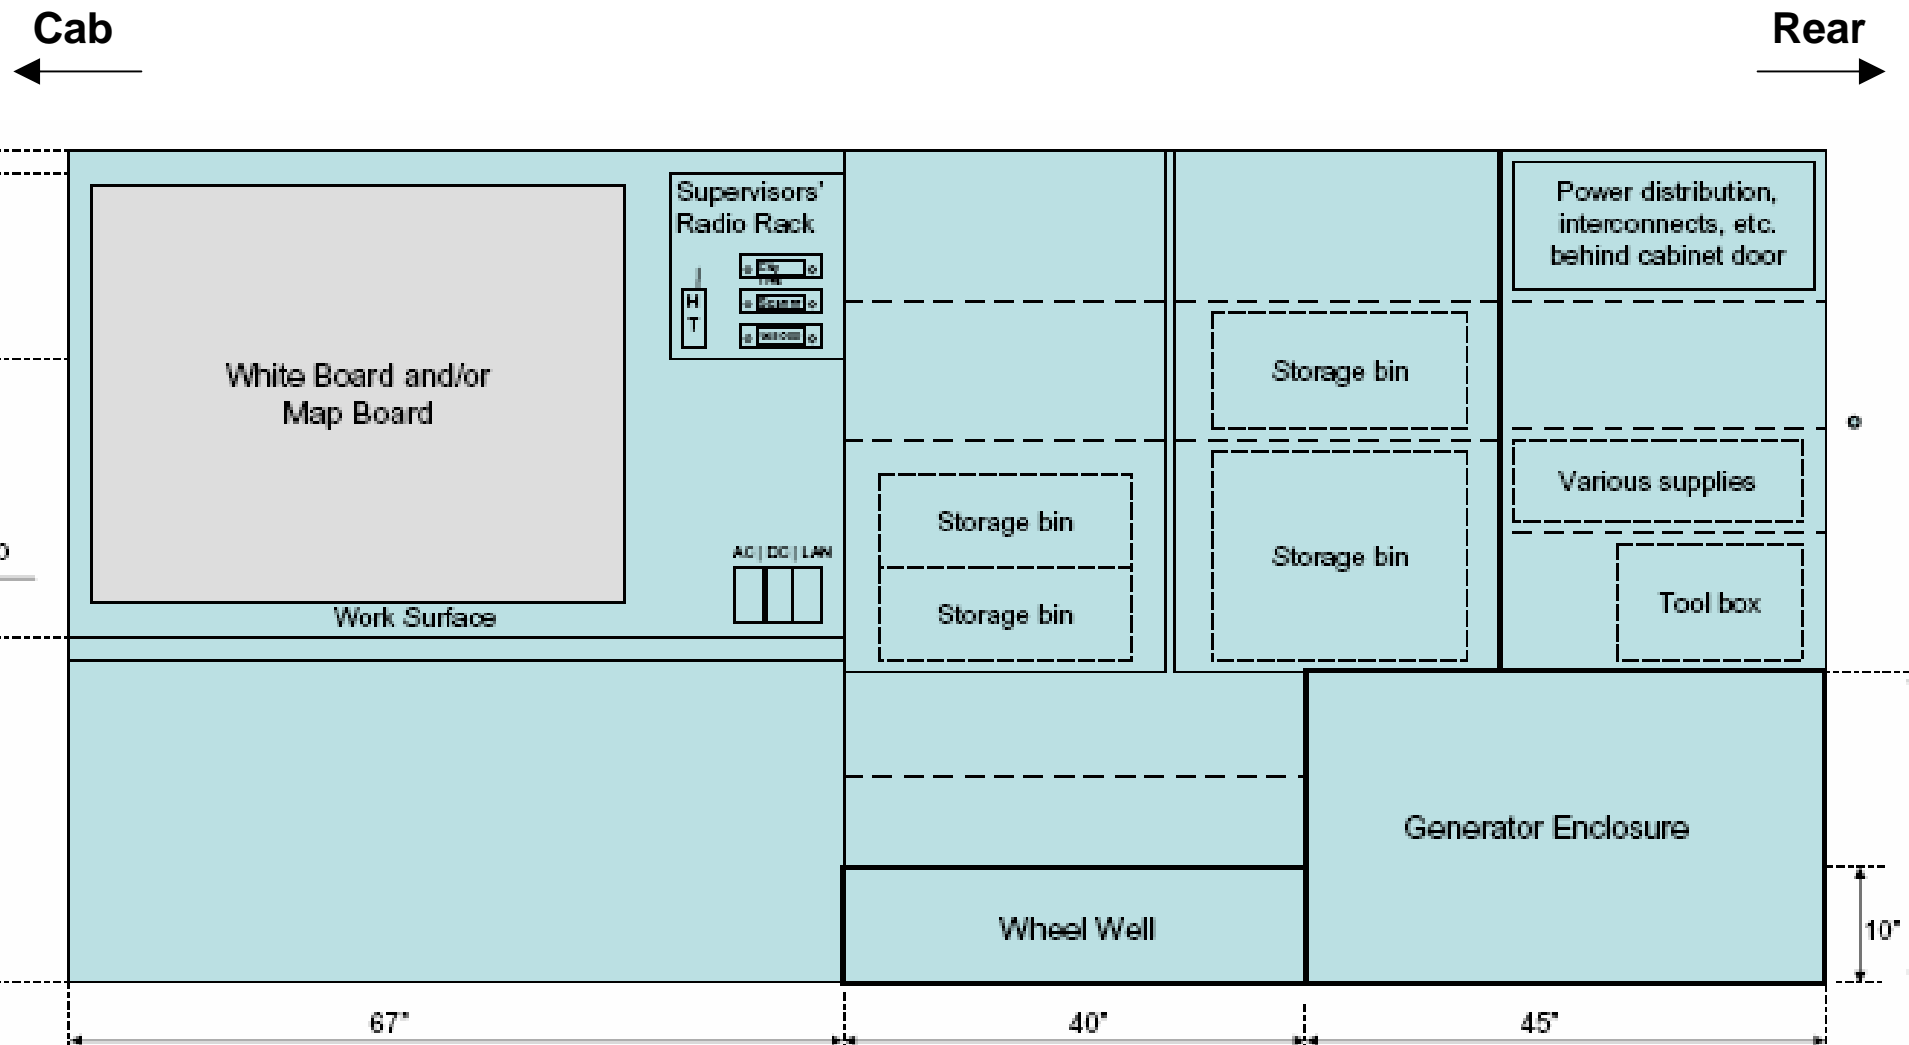 Cab
Rear
Supervisors'
Radio Rack
Power distribution,
interconnects, etc.
behind cabinet door
H
T
White Board and/or
Map Board
Storage bin
Various supplies
Storage bin
Storage bin
AC | DC | LAN
Storage bin
Tool box
Work Surface
Generator Enclosure
Wheel Well
10"
67"
40"
45"